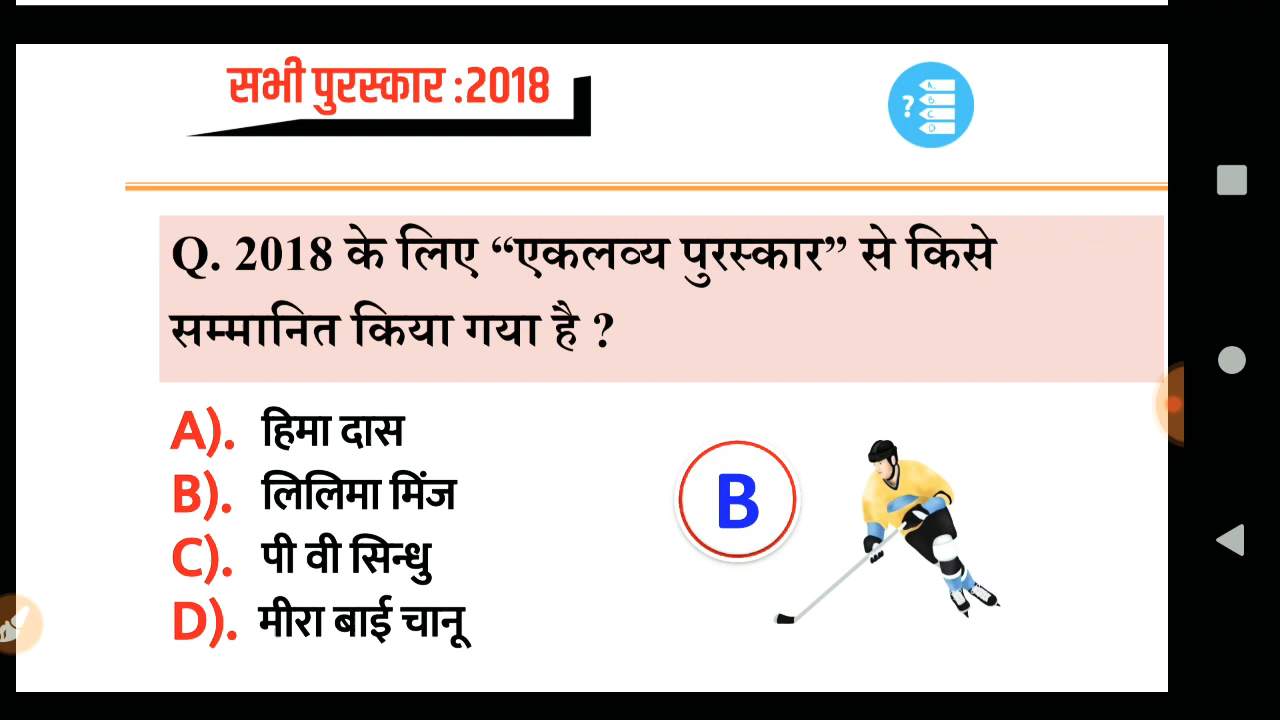 सभी पुरस्कार :2018
?
A
B
C
D
Q. 2018 के लिए “एकलव्य पुरस्कार” से किसे
सम्मानित किया गया है ?
A). हिमा दास
B). लिलिमा मिंज
C). पी वी सिन्धु
D). मीरा बाई चानू
B